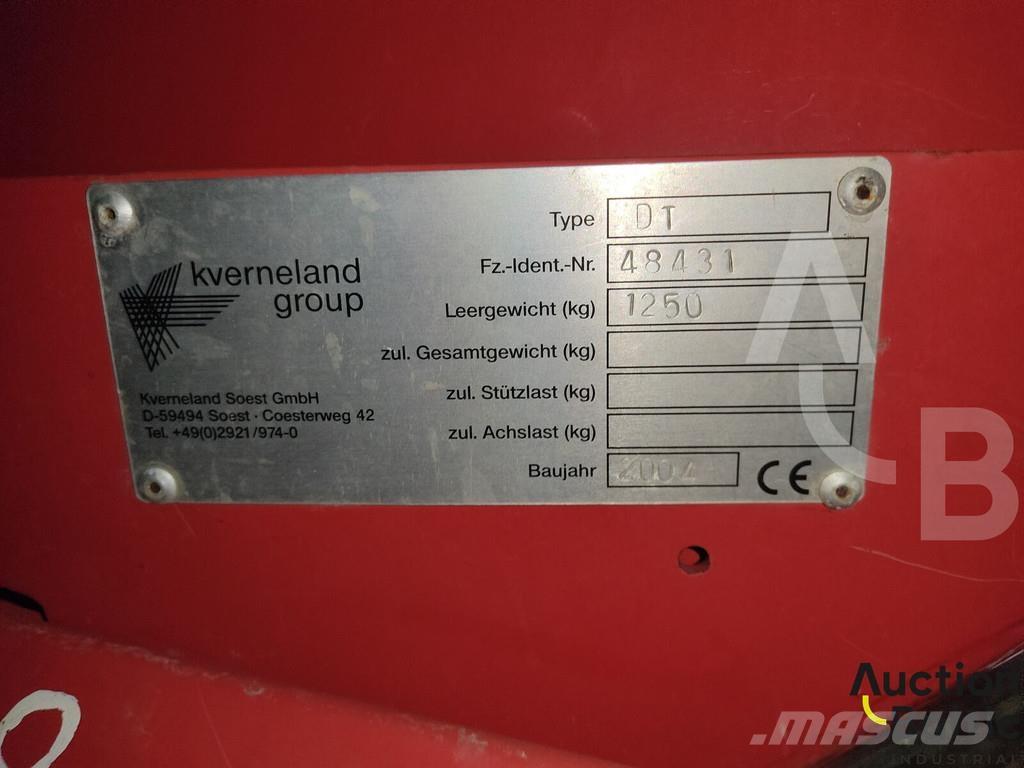 kverneland
group
Kverneland Soest GmbH
D-59494 Soest · Coesterweg 42
Tel. +49(0)2921/974-0
Type DT
Fz.-Ident.-Nr. 48431
Leergewicht (kg) 1250
zul. Gesamtgewicht (kg)
zul. Stützlast (kg)
zul. Achslast (kg)
Baujahr 2004
CE
A
B
Auction
MASCUS
INDUSTRIAL